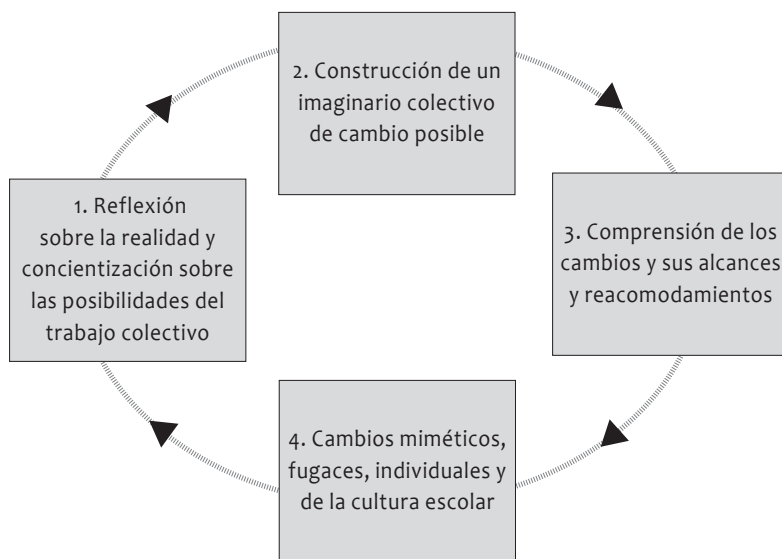 1. Reflexión
sobre la realidad y
concientización sobre
las posibilidades del
trabajo colectivo
2. Construcción de un
imaginario colectivo
de cambio posible
3. Comprensión de los
cambios y sus alcances
y reacomodamientos
4. Cambios miméticos,
fugaces, individuales y
de la cultura escolar